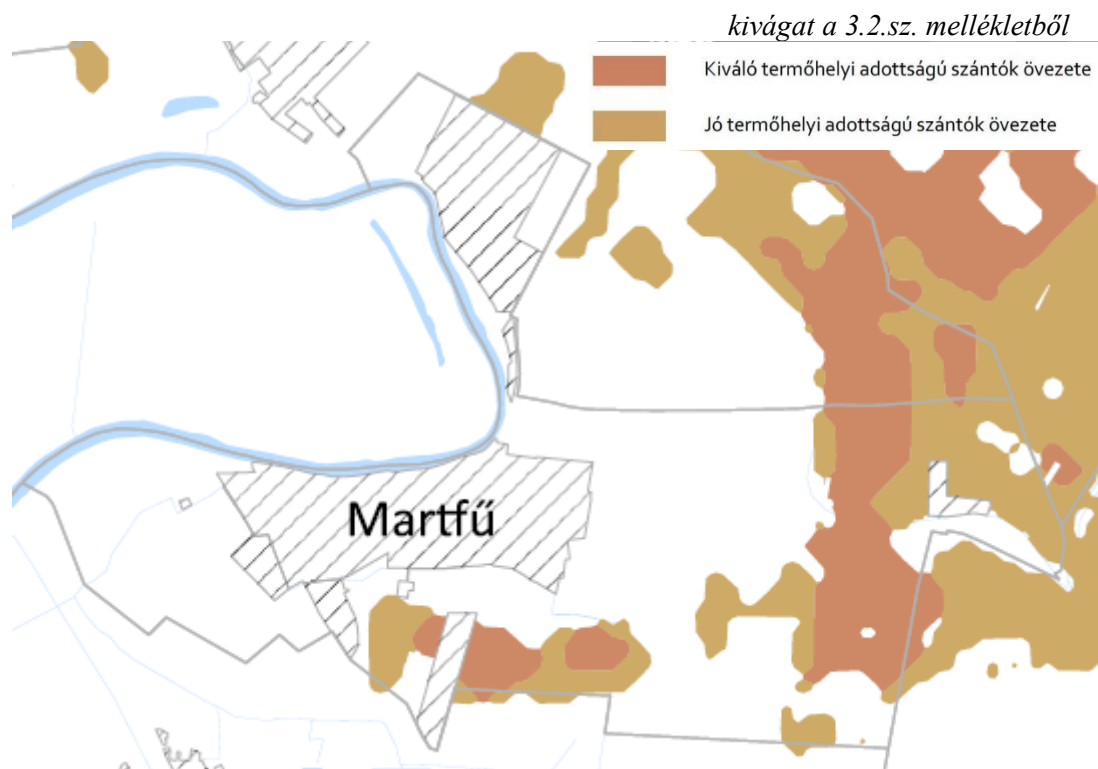 kivágat a 3.2.sz. mellékletből
Kiváló termőhelyi adottságú szántók övezete
Jó termőhelyi adottságú szántók övezete
Martfű